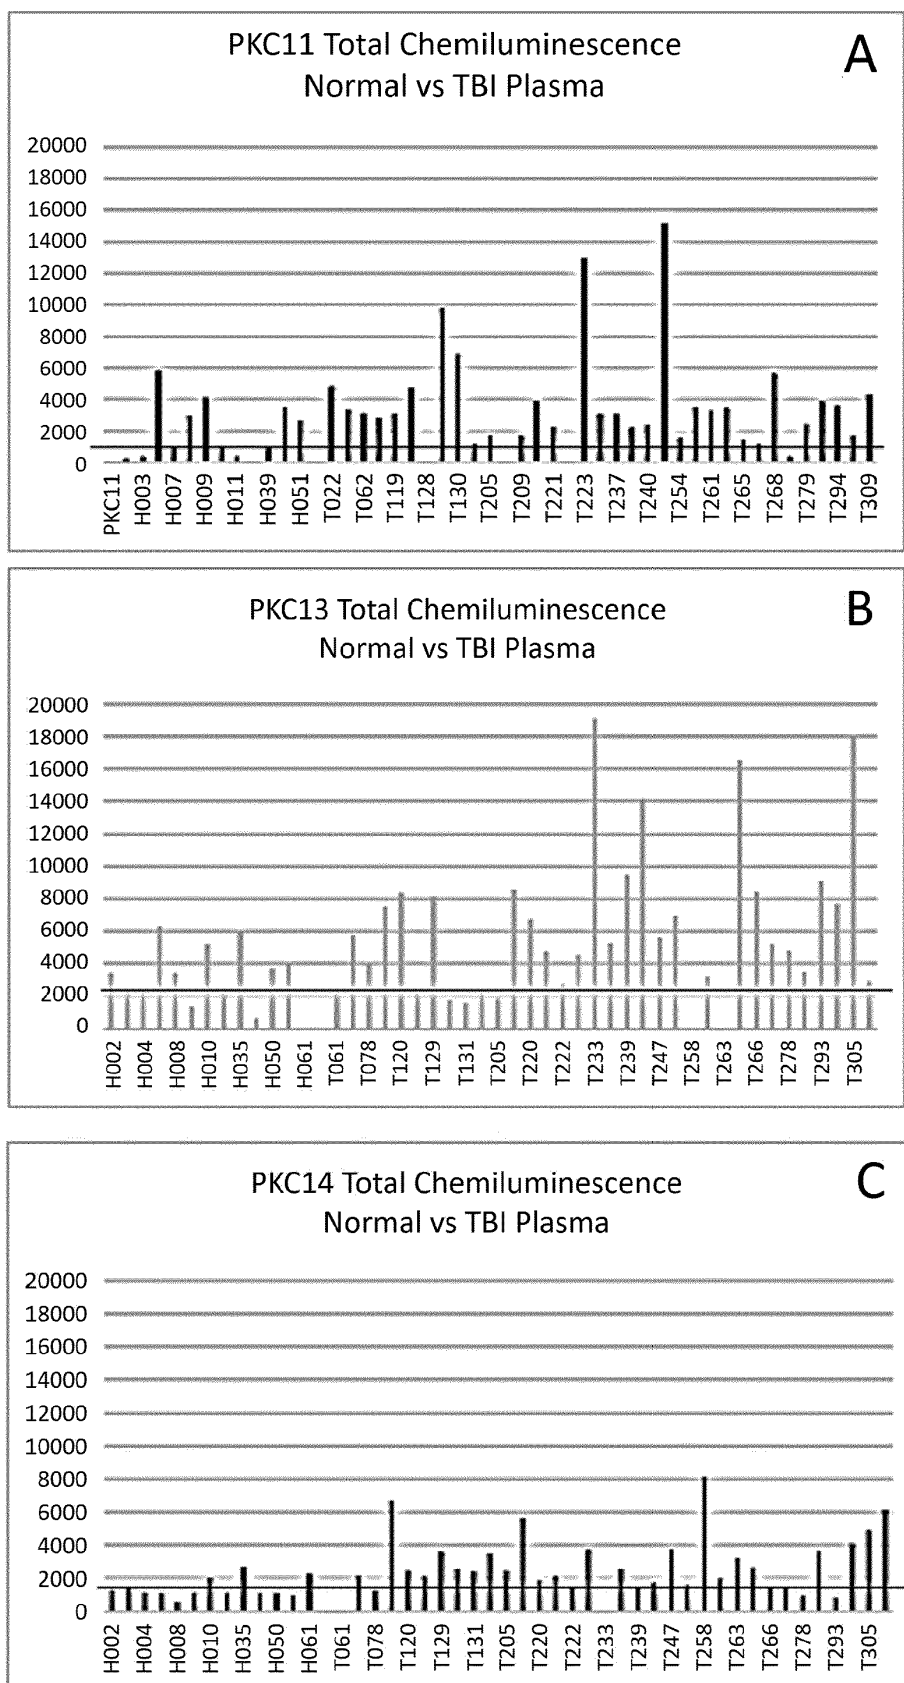 PKC11 Total Chemiluminescence
Normal vs TBI Plasma
A
20000
18000
16000
14000
12000
10000
8000
6000
4000
2000
0
PKC11 H003 H007 H009 H011 H039 H051 T022 T062 T119 T128 T130 T205 T209 T221 T223 T237 T240 T254 T261 T265 T268 T279 T294 T309
PKC13 Total Chemiluminescence
Normal vs TBI Plasma
B
20000
18000
16000
14000
12000
10000
8000
6000
4000
2000
0
H002 H004 H008 H010 H035 H050 H061 T061 T078 T120 T129 T131 T205 T220 T222 T233 T239 T247 T258 T263 T266 T278 T293 T305
PKC14 Total Chemiluminescence
Normal vs TBI Plasma
C
20000
18000
16000
14000
12000
10000
8000
6000
4000
2000
0
H002 H004 H008 H010 H035 H050 H061 T061 T078 T120 T129 T131 T205 T220 T222 T233 T239 T247 T258 T263 T266 T278 T293 T305